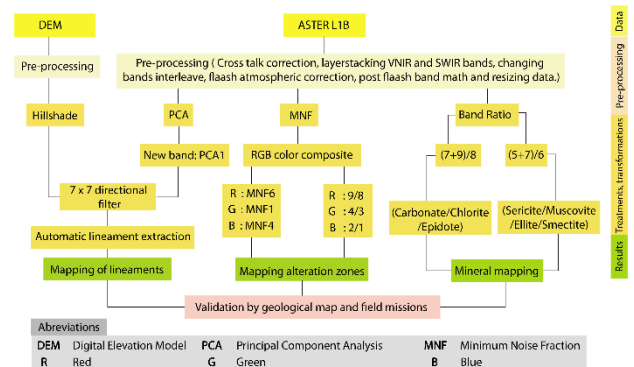 DEM
ASTER L1B
Pre-processing
Pre-processing ( Cross talk correction, layerstacking VNIR and SWIR bands, changing
bands interleave, flaash atmospheric correction, post flaash band math and resizing data.)
Hillshade
PCA
MNF
Band Ratio
New band: PCA1
RGB color composite
(7+9)/8
(5+7)/6
7 x 7 directional
filter
R : MNF6
G : MNF1
B : MNF4
R : 9/8
G : 4/3
B : 2/1
(Carbonate/Chlorite
/Epidote)
(Sericite/Muscovite
/Ellite/Smectite)
Automatic lineament extraction
Mapping of lineaments
Mapping alteration zones
Mineral mapping
Validation by geological map and field missions
Data
Pre-processing
Treatments, transformations
Results
Abreviations
DEM Digital Elevation Model PCA Principal Component Analysis MNF Minimum Noise Fraction
R Red G Green B Blue